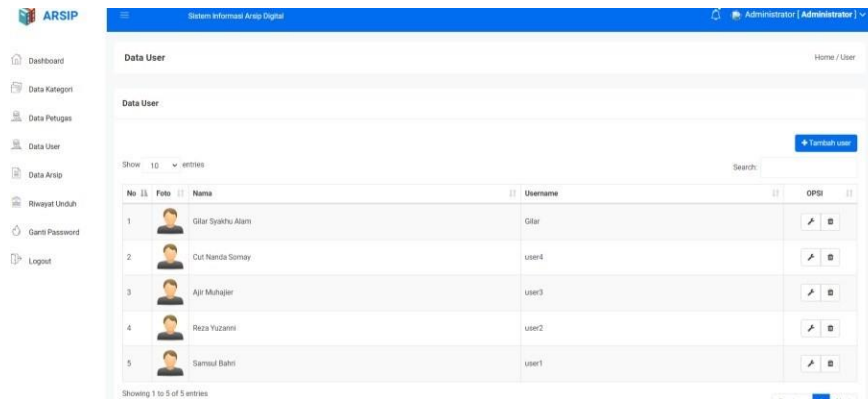 ARSIP
Sistem Informasi Arsip Digital
Administrator [ Administrator ]
Dashboard
Data Kategori
Data Petugas
Data User
Data Arsip
Riwayat Unduh
Ganti Password
Logout
Data User
Home / User
Data User
+ Tambah user
Show 10 entries
Search:
No Foto Nama Username OPSI
1 Gilar Syakhu Alam Gilar
2 Cut Nanda Somay user4
3 Ajir Muhajier user3
4 Reza Yuzanni user2
5 Samsul Bahri user1
Showing 1 to 5 of 5 entries